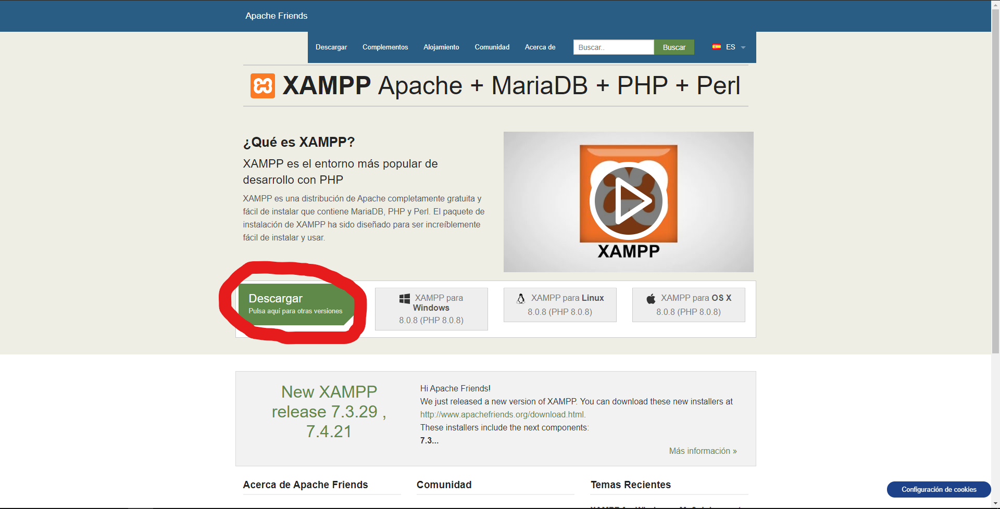 Apache Friends
Descargar Complementos Alojamiento Comunidad Acerca de Buscar.. Buscar ES
XAMPP Apache + MariaDB + PHP + Perl
¿Qué es XAMPP?
XAMPP es el entorno más popular de
desarrollo con PHP
XAMPP es una distribución de Apache completamente gratuita y
fácil de instalar que contiene MariaDB, PHP y Perl. El paquete de
instalación de XAMPP ha sido diseñado para ser increíblemente
fácil de instalar y usar.
XAMPP
Descargar
Pulsa aquí para otras versiones
XAMPP para
Windows
8.0.8 (PHP 8.0.8)
XAMPP para Linux
8.0.8 (PHP 8.0.8)
XAMPP para OS X
8.0.8 (PHP 8.0.8)
New XAMPP
release 7.3.29 ,
7.4.21
Hi Apache Friends!
We just released a new version of XAMPP. You can download these new installers at
http://www.apachefriends.org/download.html.
These installers include the next components:
7.3...
Más información »
Acerca de Apache Friends
Comunidad
Temas Recientes
Configuración de cookies